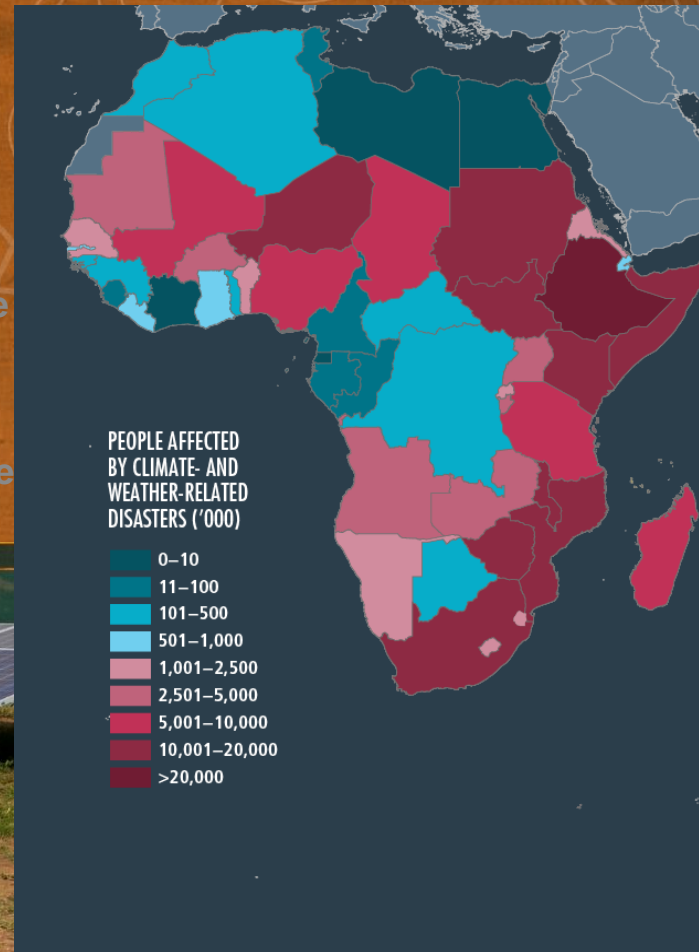 e
e
PEOPLE AFFECTED
BY CLIMATE- AND
WEATHER-RELATED
DISASTERS ('000)
0–10
11–100
101–500
501–1,000
1,001–2,500
2,501–5,000
5,001–10,000
10,001–20,000
>20,000